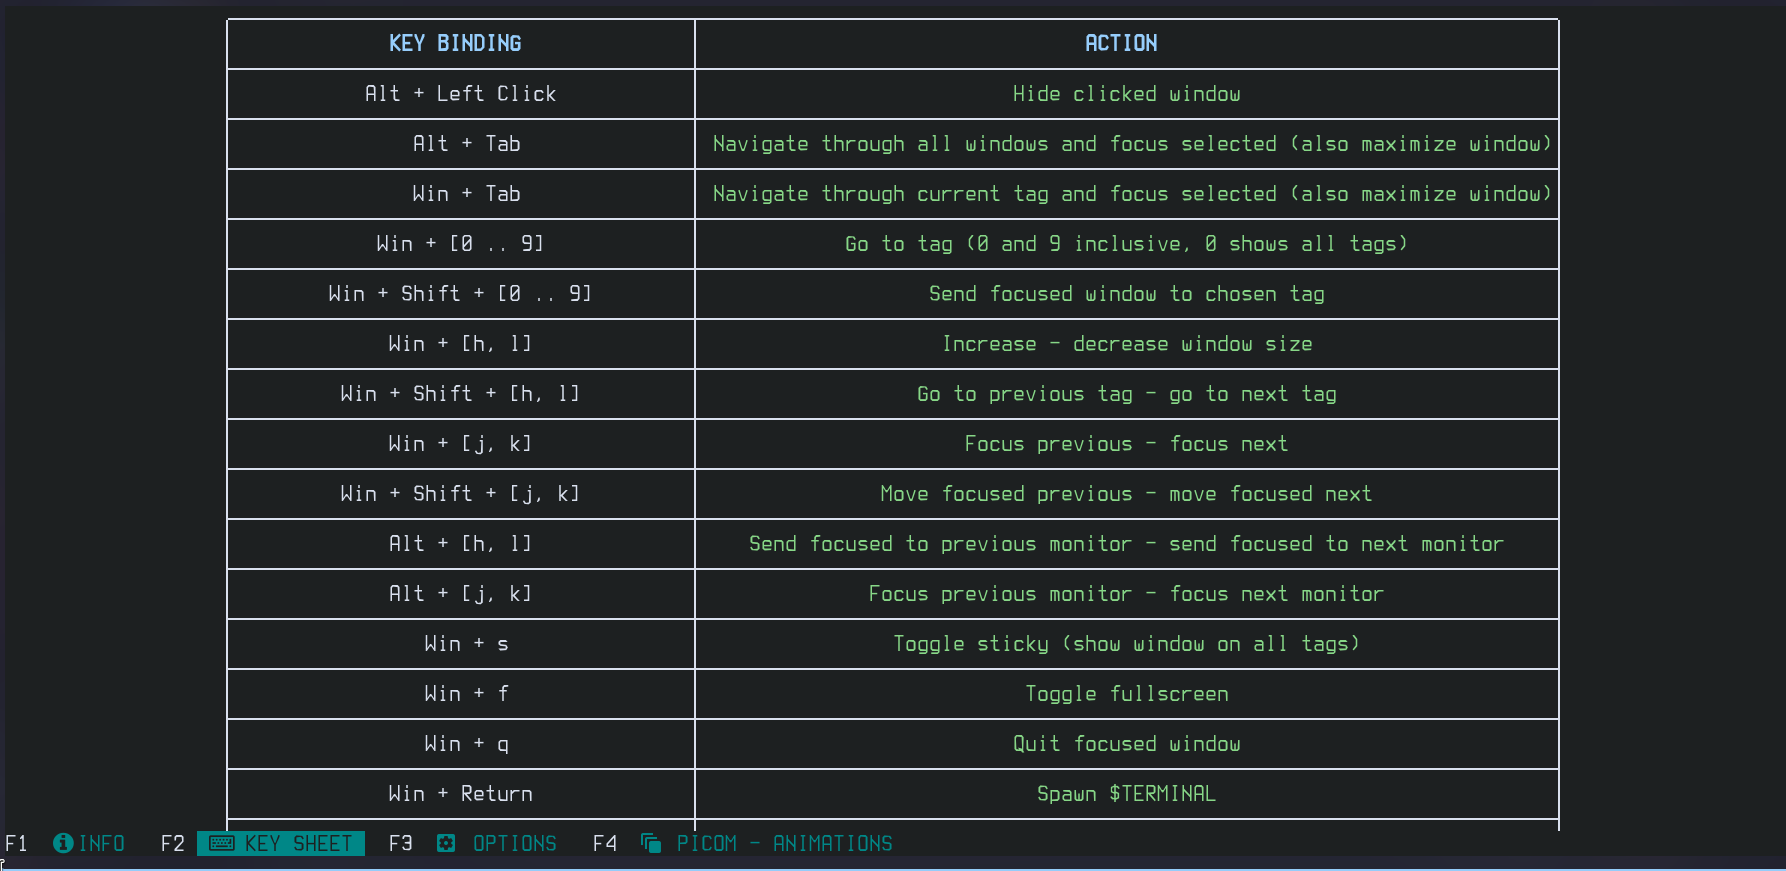 KEY BINDING ACTION
Alt + Left Click Hide clicked window
Alt + Tab Navigate through all windows and focus selected (also maximize window)
Win + Tab Navigate through current tag and focus selected (also maximize window)
Win + [0 .. 9] Go to tag (0 and 9 inclusive, 0 shows all tags)
Win + Shift + [0 .. 9] Send focused window to chosen tag
Win + [h, l] Increase - decrease window size
Win + Shift + [h, l] Go to previous tag - go to next tag
Win + [j, k] Focus previous - focus next
Win + Shift + [j, k] Move focused previous - move focused next
Alt + [h, l] Send focused to previous monitor - send focused to next monitor
Alt + [j, k] Focus previous monitor - focus next monitor
Win + s Toggle sticky (show window on all tags)
Win + f Toggle fullscreen
Win + q Quit focused window
Win + Return Spawn $TERMINAL
F1 INFO F2 KEY SHEET F3 OPTIONS F4 PICOM - ANIMATIONS